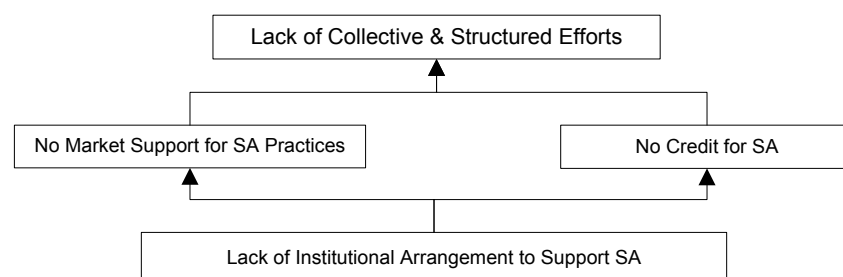 Lack of Collective & Structured Efforts
No Market Support for SA Practices
No Credit for SA
Lack of Institutional Arrangement to Support SA